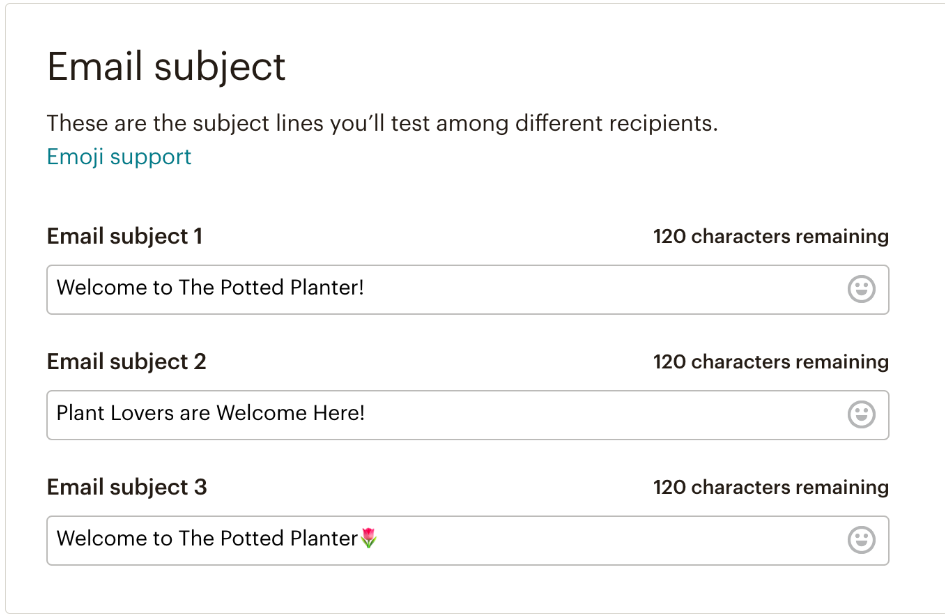 Email subject
These are the subject lines you’ll test among different recipients.
Emoji support
Email subject 1
120 characters remaining
Welcome to The Potted Planter!
Email subject 2
120 characters remaining
Plant Lovers are Welcome Here!
Email subject 3
120 characters remaining
Welcome to The Potted Planter🌷